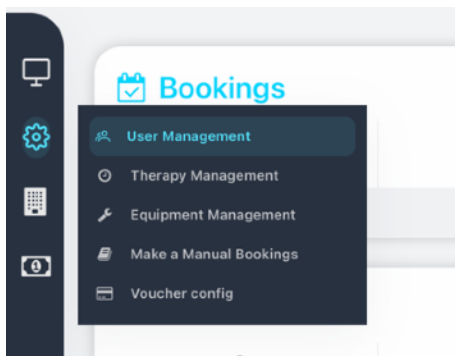 Bookings
User Management
Therapy Management
Equipment Management
Make a Manual Bookings
Voucher config